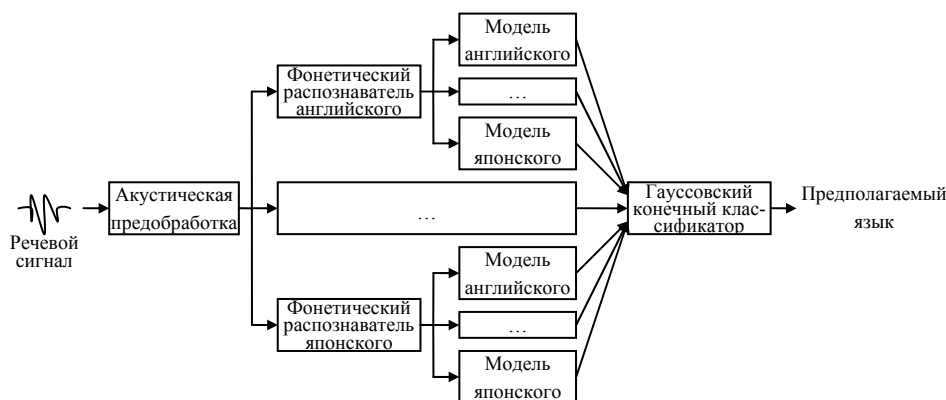 Речевой
сигнал
Акустическая
предобработка
Фонетический
распознаватель
английского
Модель
английского
…
Модель
японского
…
Фонетический
распознаватель
японского
Модель
английского
…
Модель
японского
Гауссовский
конечный клас-
сификатор
Предполагаемый
язык